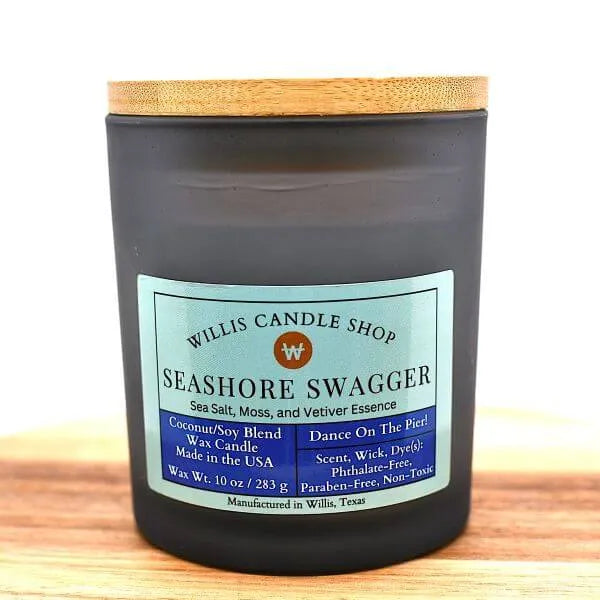 WILLIS CANDLE SHOP
W
SEASHORE SWAGGER
Sea Salt, Moss, and Vetiver Essence
Coconut/Soy Blend
Wax Candle
Made in the USA
Wax Wt. 10 oz / 283 g
Dance On The Pier!
Scent, Wick, Dye(s):
Phthalate-Free,
Paraben-Free, Non-Toxic
Manufactured in Willis, Texas